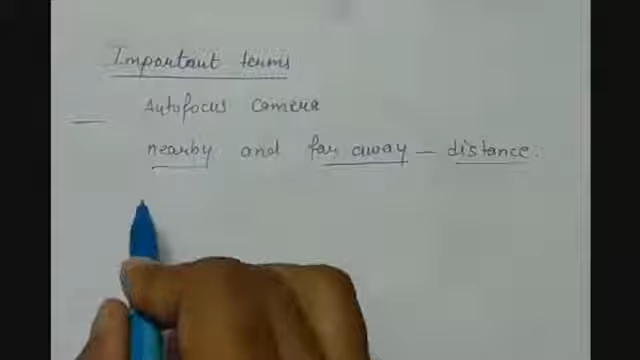 Important terms
Autofocus camera
nearby and far away – distance.